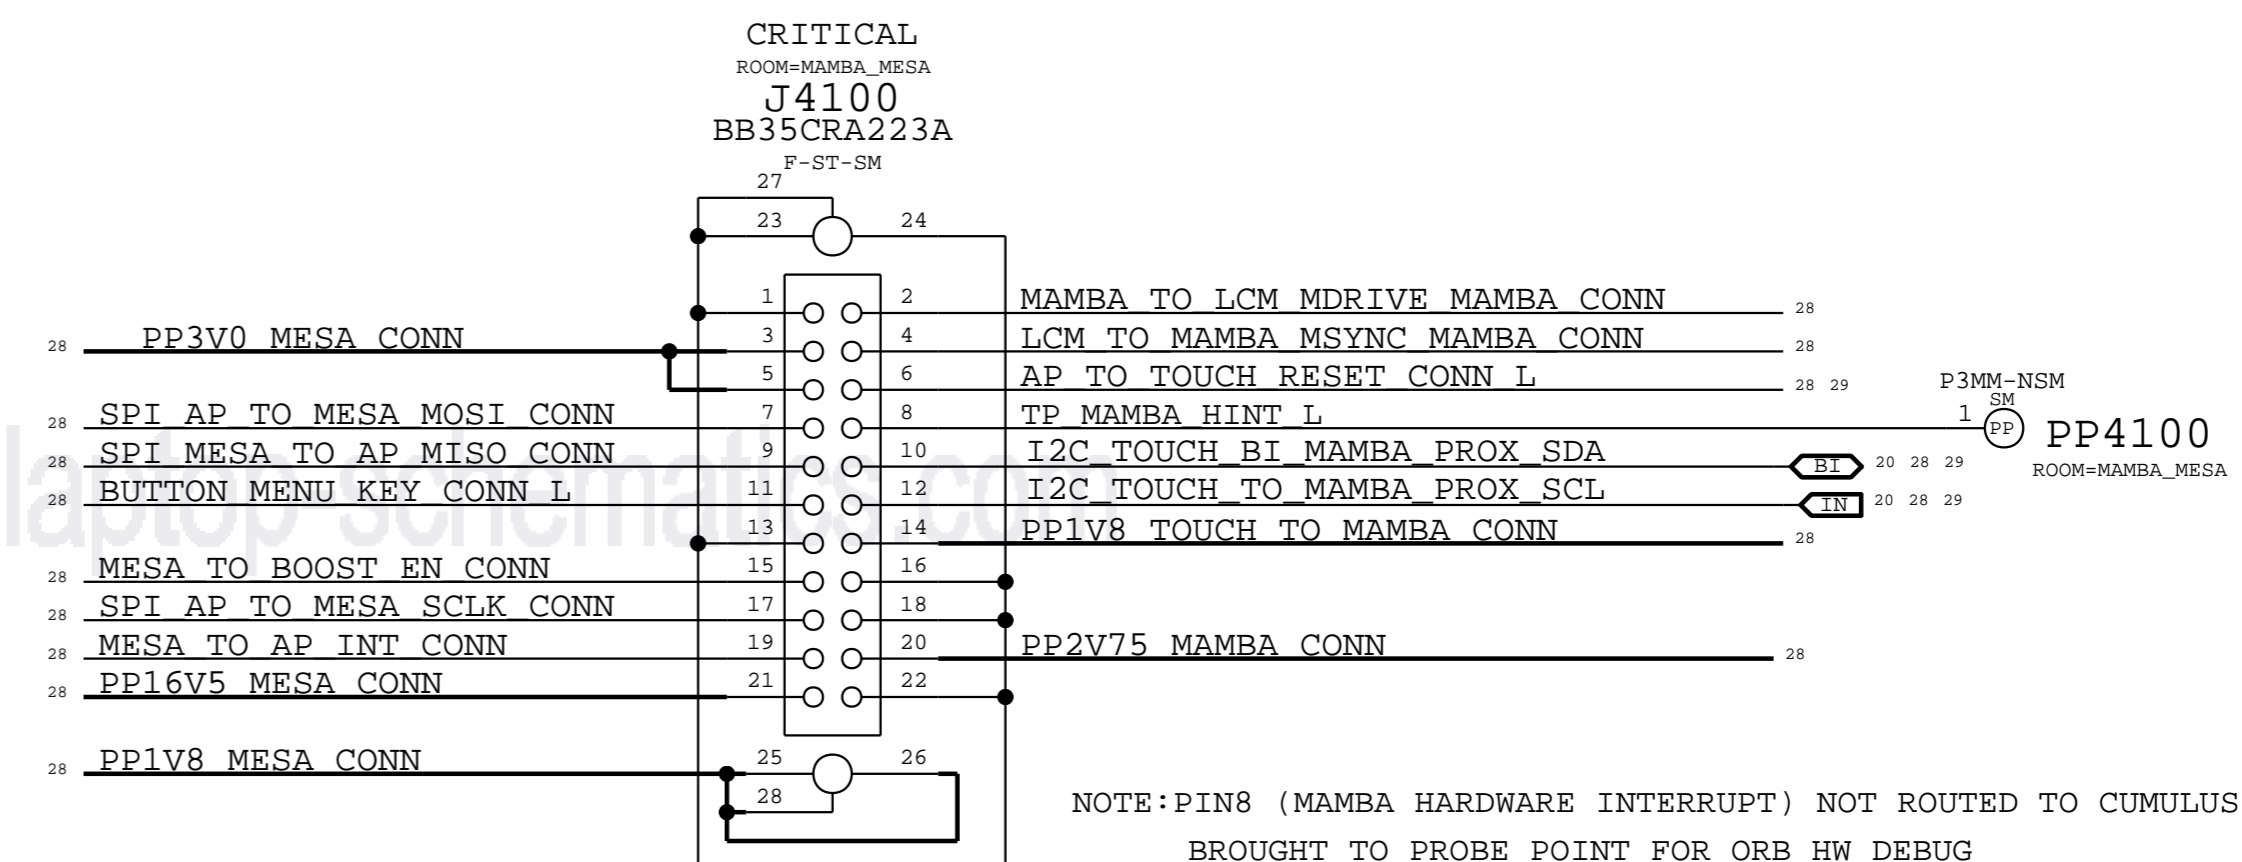 CRITICAL
ROOM=MAMBA_MESA
J4100
BB35CRA223A
F-ST-SM
27
23 24
1 2 MAMBA_TO_LCM_MDRIVE_MAMBA_CONN 28
28 PP3V0_MESA_CONN 3 4 LCM_TO_MAMBA_MSYNC_MAMBA_CONN 28
5 6 AP_TO_TOUCH_RESET_CONN_L 28 29
P3MM-NSM
SM
28 SPI_AP_TO_MESA_MOSI_CONN 7 8 TP_MAMBA_HINT_L 1 PP PP4100
ROOM=MAMBA_MESA
28 SPI_MESA_TO_AP_MISO_CONN 9 10 I2C_TOUCH_BI_MAMBA_PROX_SDA BI 20 28 29
28 BUTTON_MENU_KEY_CONN_L 11 12 I2C_TOUCH_TO_MAMBA_PROX_SCL IN 20 28 29
laptop-schematics.com
13 14 PP1V8_TOUCH_TO_MAMBA_CONN 28
28 MESA_TO_BOOST_EN_CONN 15 16
28 SPI_AP_TO_MESA_SCLK_CONN 17 18
28 MESA_TO_AP_INT_CONN 19 20 PP2V75_MAMBA_CONN 28
28 PP16V5_MESA_CONN 21 22
28 PP1V8_MESA_CONN 25 26
28
NOTE:PIN8 (MAMBA HARDWARE INTERRUPT) NOT ROUTED TO CUMULUS
BROUGHT TO PROBE POINT FOR ORB HW DEBUG